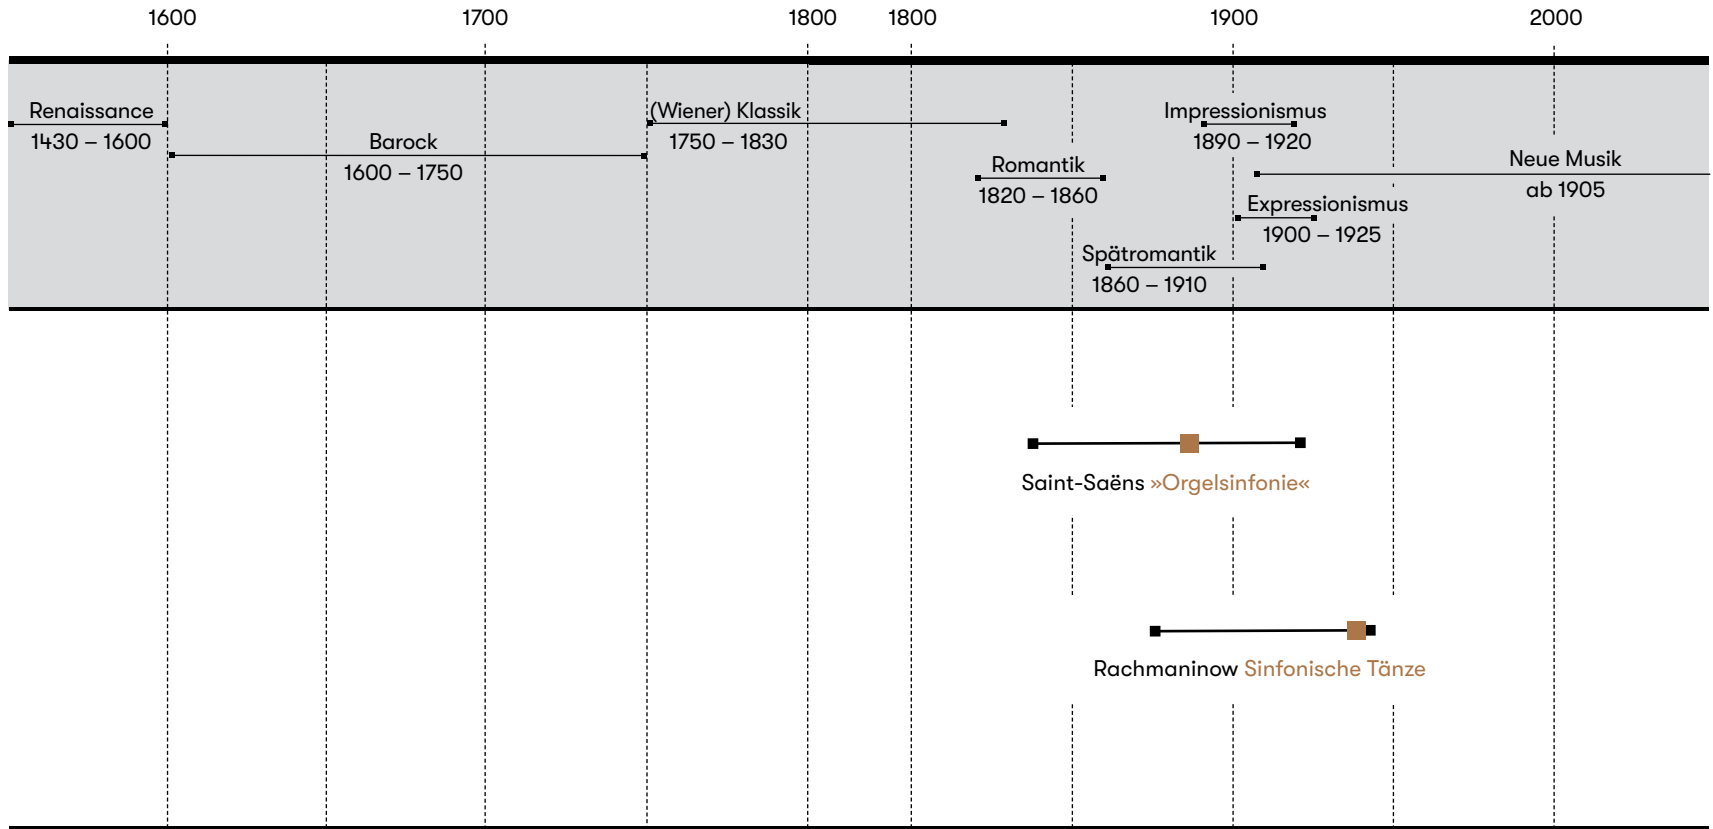 1600 1700 1800 1800 1900 2000
Renaissance
1430 – 1600
Barock
1600 – 1750
(Wiener) Klassik
1750 – 1830
Romantik
1820 – 1860
Spätromantik
1860 – 1910
Impressionismus
1890 – 1920
Expressionismus
1900 – 1925
Neue Musik
ab 1905
Saint-Saëns »Orgelsinfonie«
Rachmaninow Sinfonische Tänze